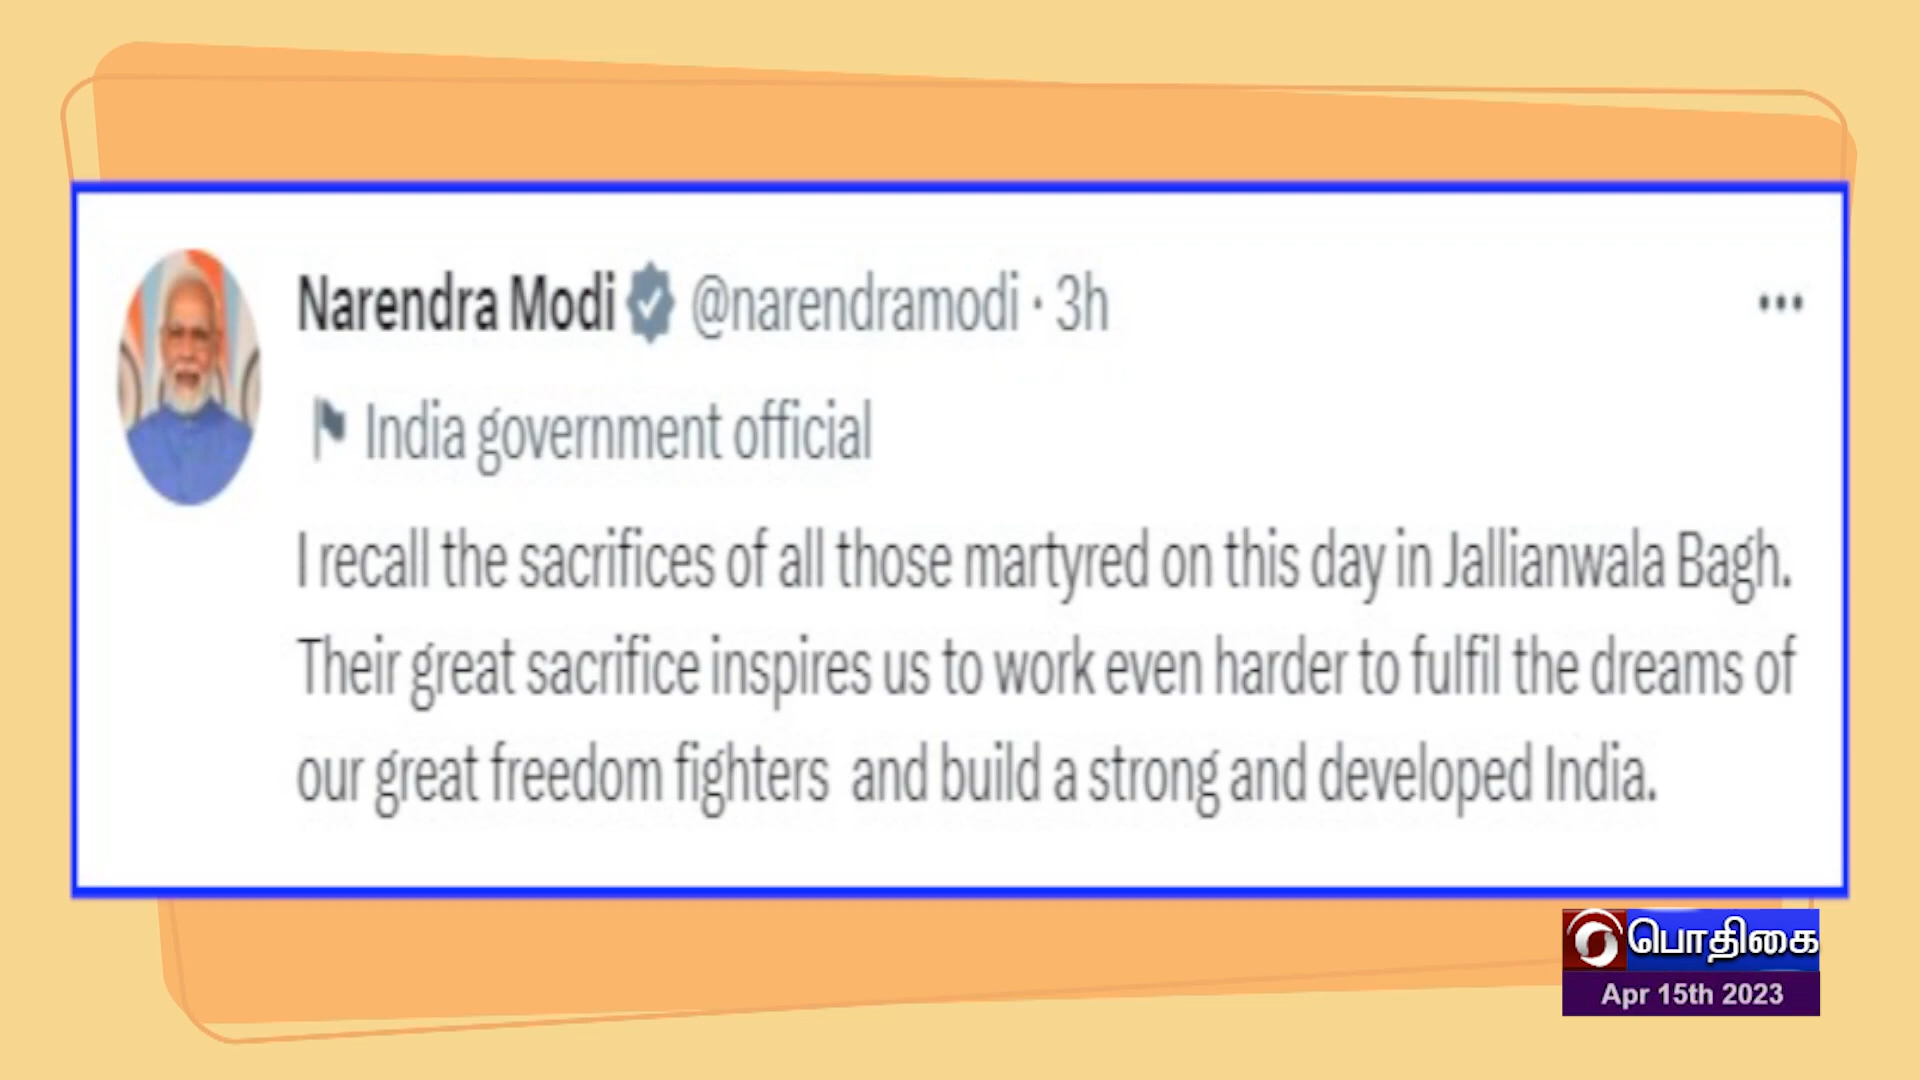 Narendra Modi @narendramodi · 3h
India government official
I recall the sacrifices of all those martyred on this day in Jallianwala Bagh.
Their great sacrifice inspires us to work even harder to fulfil the dreams of
our great freedom fighters and build a strong and developed India.
பொதிகை
Apr 15th 2023